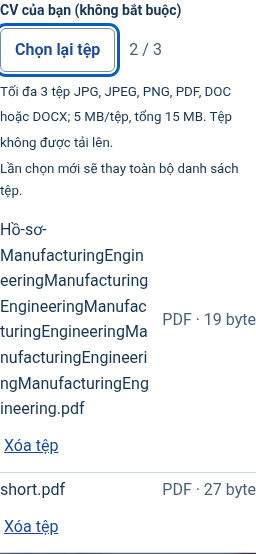 CV của bạn (không bắt buộc)
Chọn lại tệp 2 / 3
Tối đa 3 tệp JPG, JPEG, PNG, PDF, DOC
hoặc DOCX; 5 MB/tệp, tổng 15 MB. Tệp
không được tải lên.
Lần chọn mới sẽ thay toàn bộ danh sách
tệp.
Hồ-sơ-
ManufacturingEngin
eeringManufacturing
EngineeringManufac
turingEngineeringMa
nufacturingEngineeri
ngManufacturingEng
ineering.pdf
PDF · 19 byte
Xóa tệp
short.pdf PDF · 27 byte
Xóa tệp